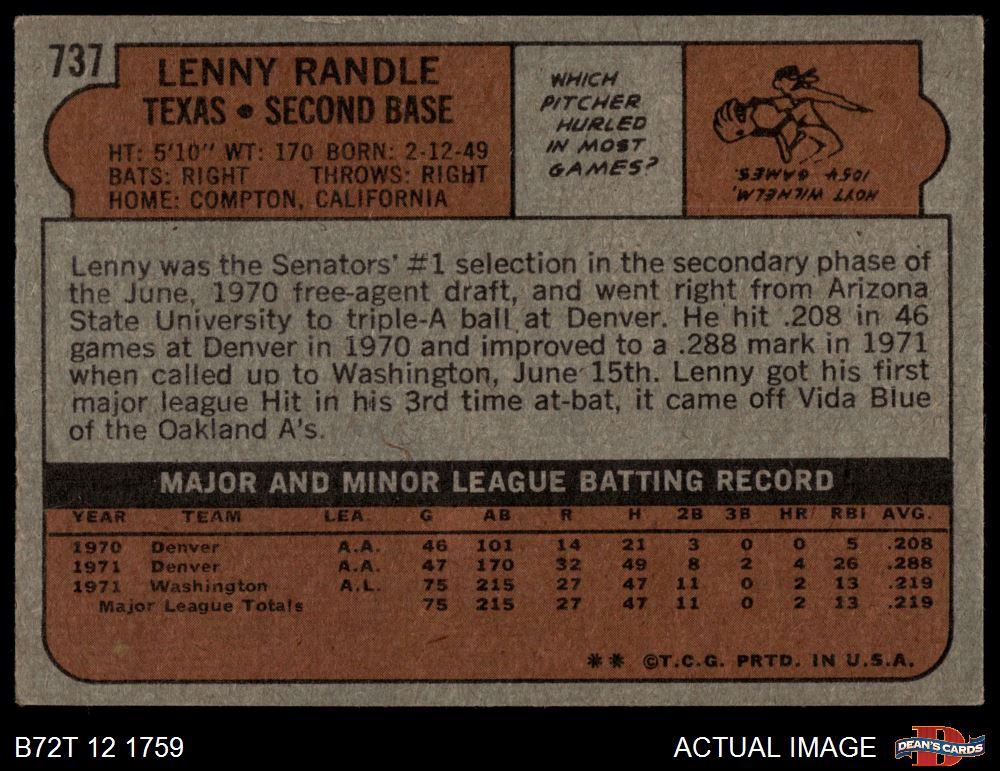 737
LENNY RANDLE
TEXAS • SECOND BASE
HT: 5'10" WT: 170 BORN: 2-12-49
BATS: RIGHT THROWS: RIGHT
HOME: COMPTON, CALIFORNIA
WHICH
PITCHER
HURLED
IN MOST
GAMES?
HOYT WILHELM,
1054 GAMES.
Lenny was the Senators' #1 selection in the secondary phase of
the June, 1970 free-agent draft, and went right from Arizona
State University to triple-A ball at Denver. He hit .208 in 46
games at Denver in 1970 and improved to a .288 mark in 1971
when called up to Washington, June 15th. Lenny got his first
major league Hit in his 3rd time at-bat, it came off Vida Blue
of the Oakland A's.
MAJOR AND MINOR LEAGUE BATTING RECORD
YEAR TEAM LEA. G AB R H 2B 3B HR RBI AVG.
1970 Denver A.A. 46 101 14 21 3 0 0 5 .208
1971 Denver A.A. 47 170 32 49 8 2 4 26 .288
1971 Washington A.L. 75 215 27 47 11 0 2 13 .219
Major League Totals 75 215 27 47 11 0 2 13 .219
** ©T.C.G. PRTD. IN U.S.A.
B72T 12 1759
ACTUAL IMAGE
DEAN'S CARDS